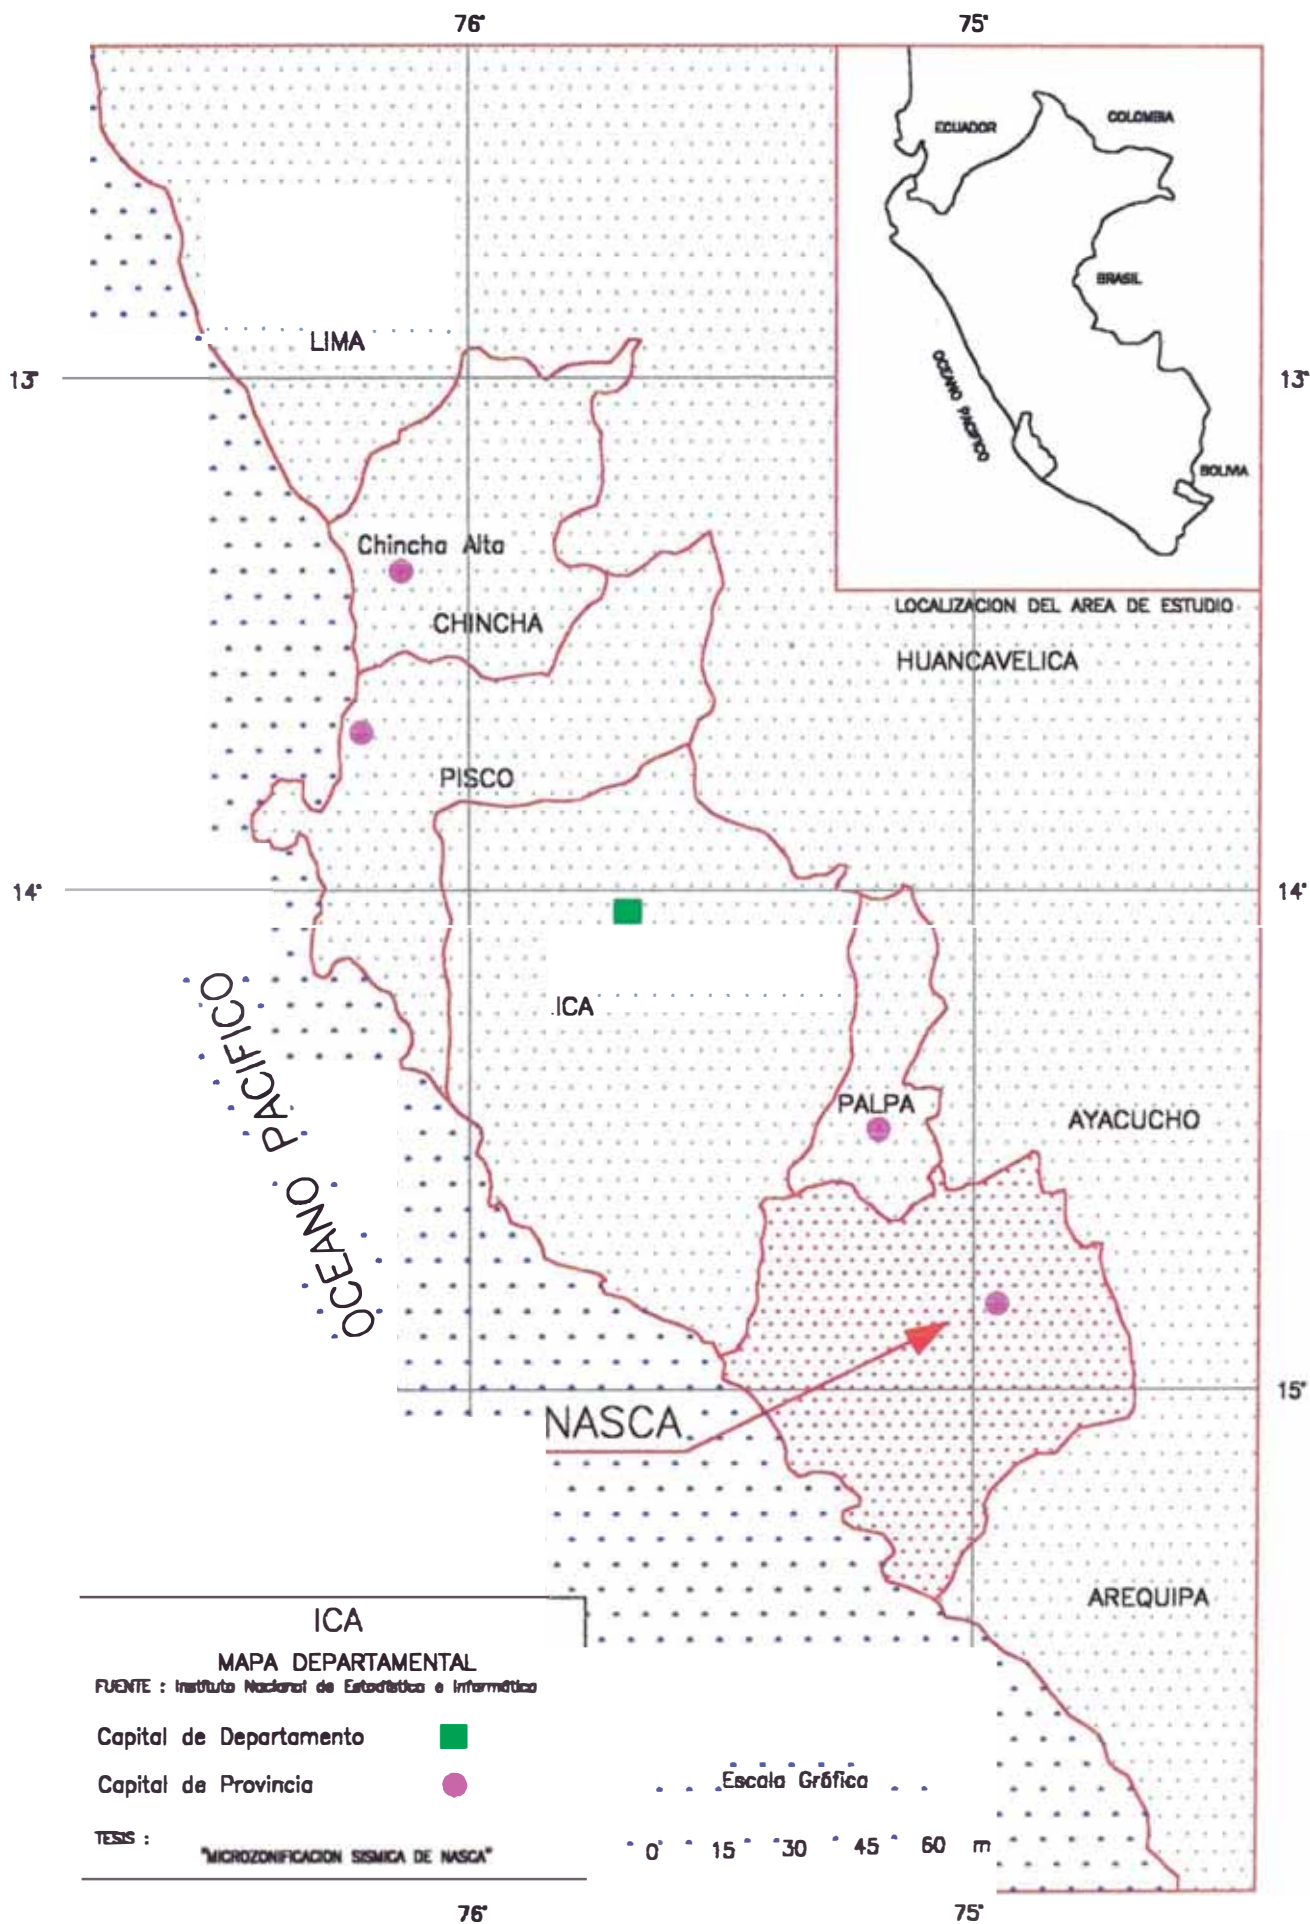 76°
75°
ECUADOR
COLOMBIA
BRASIL
OCEANO PACIFICO
BOLIVIA
LIMA
13°
13°
Chincha Alta
CHINCHA
LOCALIZACION DEL AREA DE ESTUDIO
HUANCAVELICA
PISCO
14°
14°
ICA
OCEANO PACIFICO
PALPA
AYACUCHO
15°
NASCA
AREQUIPA
ICA
MAPA DEPARTAMENTAL
FUENTE : Instituto Nacional de Estadística e Informática
Capital de Departamento
Capital de Provincia
Escala Gráfica
TESIS :
"MICROZONIFICACION SISMICA DE NASCA"
0 15 30 45 60 m
76°
75°